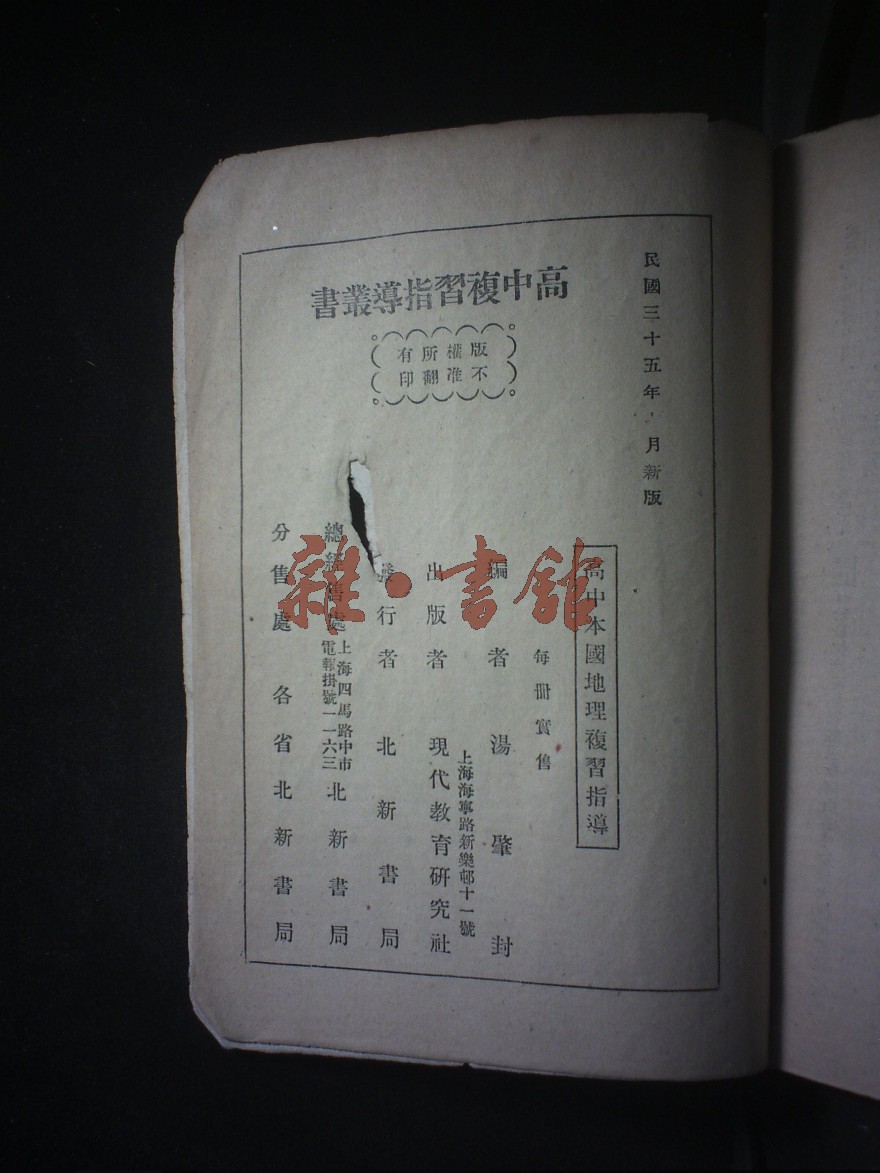 民國三十五年 月新版
高中複習指導叢書
版權所有
不准翻印
高中本國地理複習指導
每冊實售
編者 湯肇封
上海海寧路新樂邨十一號
出版者 現代教育研究社
發行者 北新書局
總經售處 上海四馬路中市 電報掛號一一六三 北新書局
分售處 各省北新書局
雜·書館